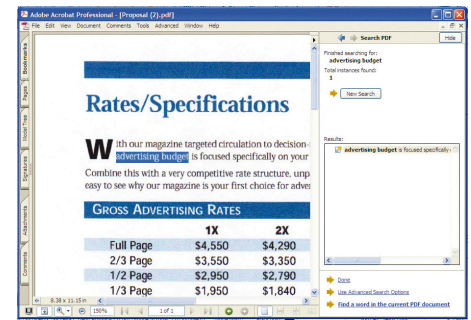 Adobe Acrobat Professional - [Proposal (2).pdf]
File Edit View Document Comments Tools Advanced Window Help
Search PDF
Hide
Bookmarks
Pages
Model Tree
Signatures
Attachments
Comments
Rates/Specifications
With our magazine targeted circulation to decision-
advertising budget is focused specifically on your
Combine this with a very competitive rate structure, unp
easy to see why our magazine is your first choice for adver
GROSS ADVERTISING RATES
1X 2X
Full Page $4,550 $4,290
2/3 Page $3,550 $3,350
1/2 Page $2,950 $2,790
1/3 Page $1,950 $1,840
8.38 x 11.15 in
150%
1 of 1
Finished searching for:
advertising budget
Total instances found:
1
New Search
Results:
advertising budget is focused specifically
Done
Use Advanced Search Options
Find a word in the current PDF document